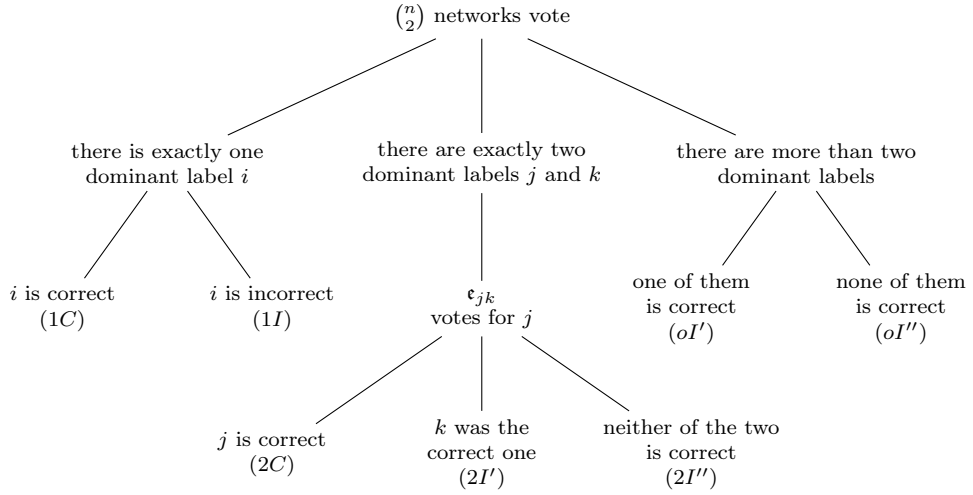 $\binom{n}{2}$ networks vote
there is exactly one
dominant label $i$
there are exactly two
dominant labels $j$ and $k$
there are more than two
dominant labels
$i$ is correct
$(1C)$
$i$ is incorrect
$(1I)$
$\mathfrak{e}_{jk}$
votes for $j$
one of them
is correct
$(oI')$
none of them
is correct
$(oI'')$
$j$ is correct
$(2C)$
$k$ was the
correct one
$(2I')$
neither of the two
is correct
$(2I'')$